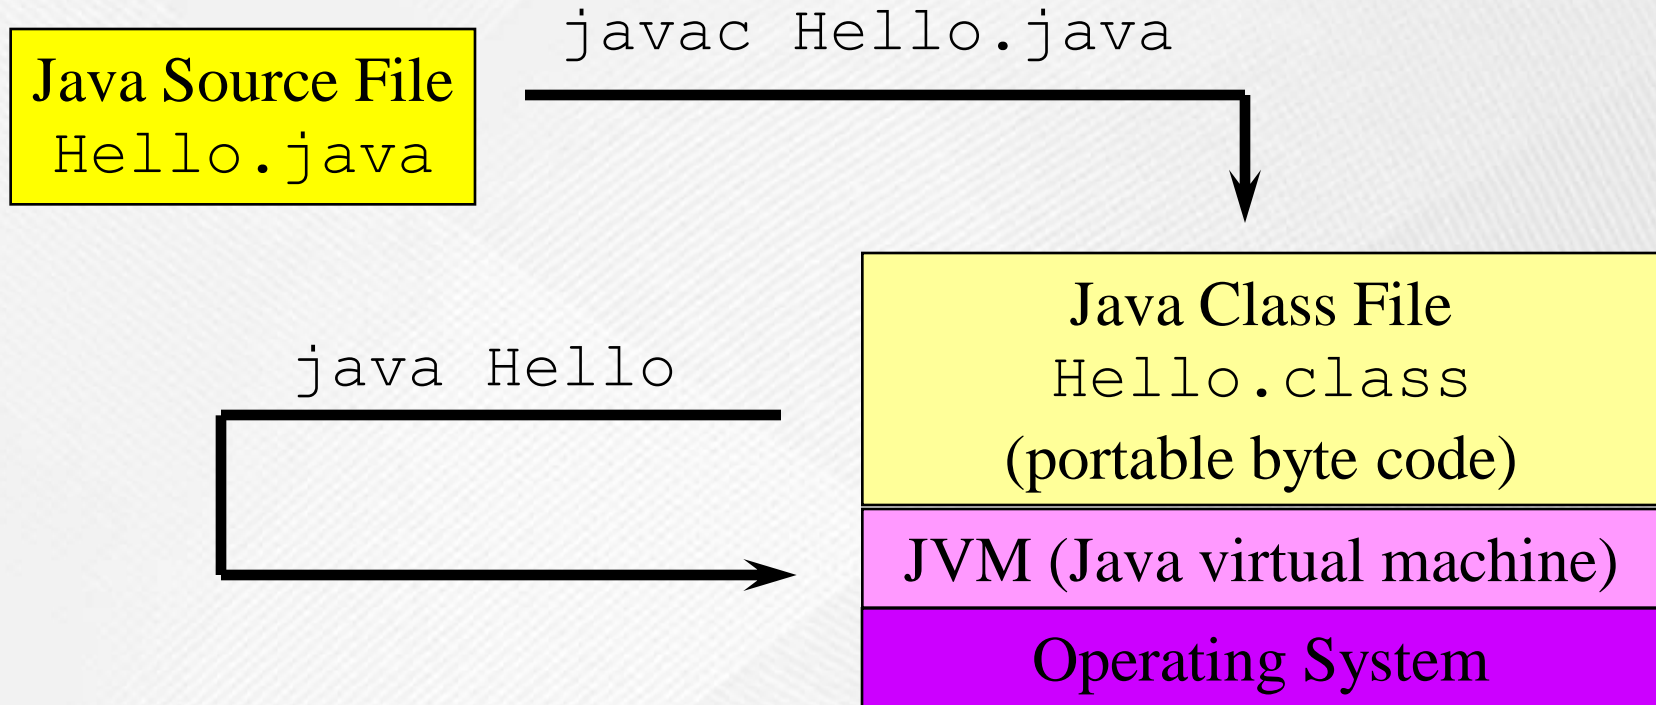 javac Hello.java
Java Source File
Hello.java
Java Class File
Hello.class
(portable byte code)
java Hello
JVM (Java virtual machine)
Operating System